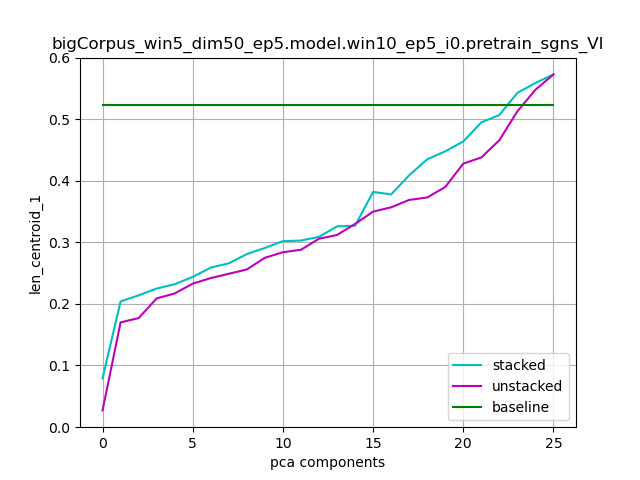 bigCorpus_win5_dim50_ep5.model.win10_ep5_i0.pretrain_sgns_VI
0.6
0.5
0.4
0.3
0.2
0.1
0.0
len_centroid_1
stacked
unstacked
baseline
0 5 10 15 20 25
pca components